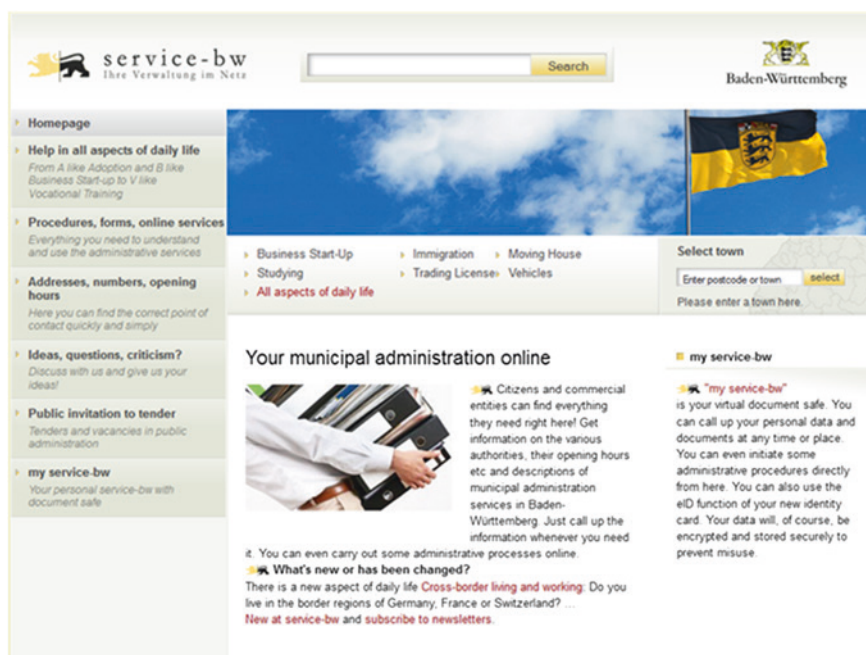 service-bw
Ihre Verwaltung im Netz
Search
Baden-Württemberg
Homepage
Help in all aspects of daily life
From A like Adoption and B like
Business Start-up to V like
Vocational Training
Procedures, forms, online services
Everything you need to understand
and use the administrative services
Addresses, numbers, opening
hours
Here you can find the correct point of
contact quickly and simply
Ideas, questions, criticism?
Discuss with us and give us your
ideas!
Public invitation to tender
Tenders and vacancies in public
administration
my service-bw
Your personal service-bw with
document safe
Business Start-Up
Immigration
Moving House
Studying
Trading License
Vehicles
All aspects of daily life
Select town
Enter postcode or town
select
Please enter a town here.
Your municipal administration online
Citizens and commercial
entities can find everything
they need right here! Get
information on the various
authorities, their opening hours
etc and descriptions of
municipal administration
services in Baden-
Württemberg. Just call up the
information whenever you need
it. You can even carry out some administrative processes online.
What's new or has been changed?
There is a new aspect of daily life Cross-border living and working: Do you
live in the border regions of Germany, France or Switzerland? ...
New at service-bw and subscribe to newsletters.
my service-bw
"my service-bw"
is your virtual document safe. You
can call up your personal data and
documents at any time or place.
You can even initiate some
administrative procedures directly
from here. You can also use the
eID function of your new identity
card. Your data will, of course, be
encrypted and stored securely to
prevent misuse.